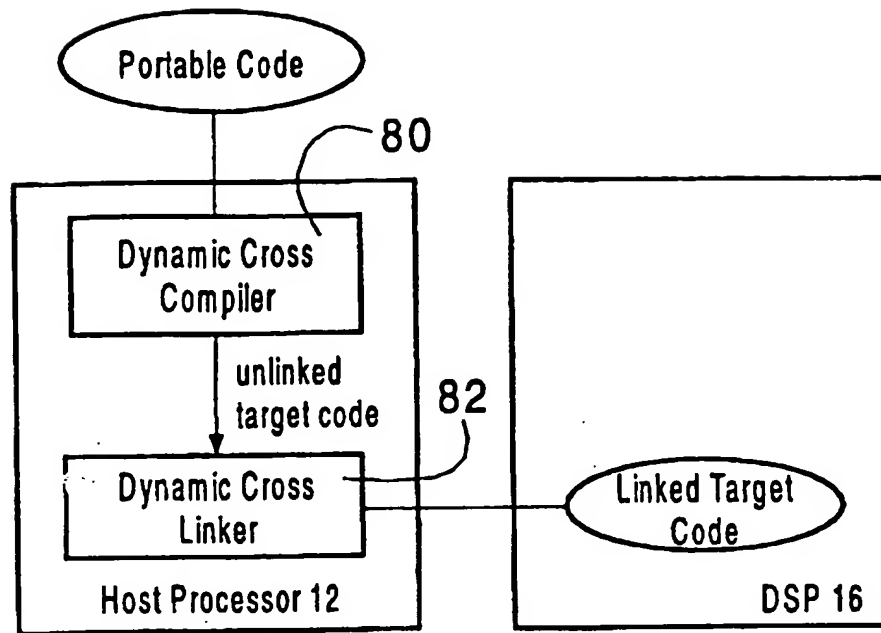 Portable Code
80
Dynamic Cross
Compiler
unlinked
target code
82
Dynamic Cross
Linker
Linked Target
Code
Host Processor 12
DSP 16